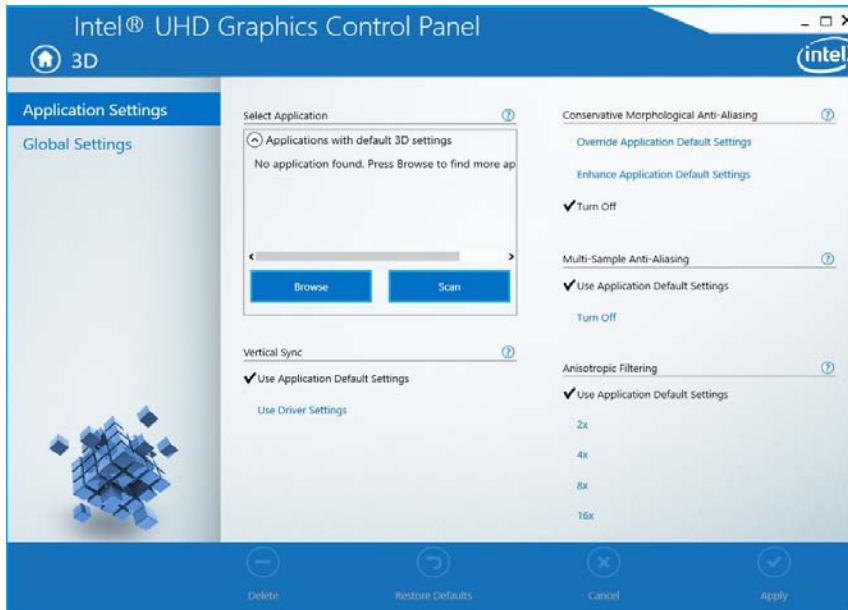 Intel® UHD Graphics Control Panel
3D
intel
Application Settings
Global Settings
Select Application
Applications with default 3D settings
No application found. Press Browse to find more ap
Browse
Scan
Vertical Sync
Use Application Default Settings
Use Driver Settings
Conservative Morphological Anti-Aliasing
Override Application Default Settings
Enhance Application Default Settings
Turn Off
Multi-Sample Anti-Aliasing
Use Application Default Settings
Turn Off
Anisotropic Filtering
Use Application Default Settings
2x
4x
8x
16x
Delete
Restore Defaults
Cancel
Apply